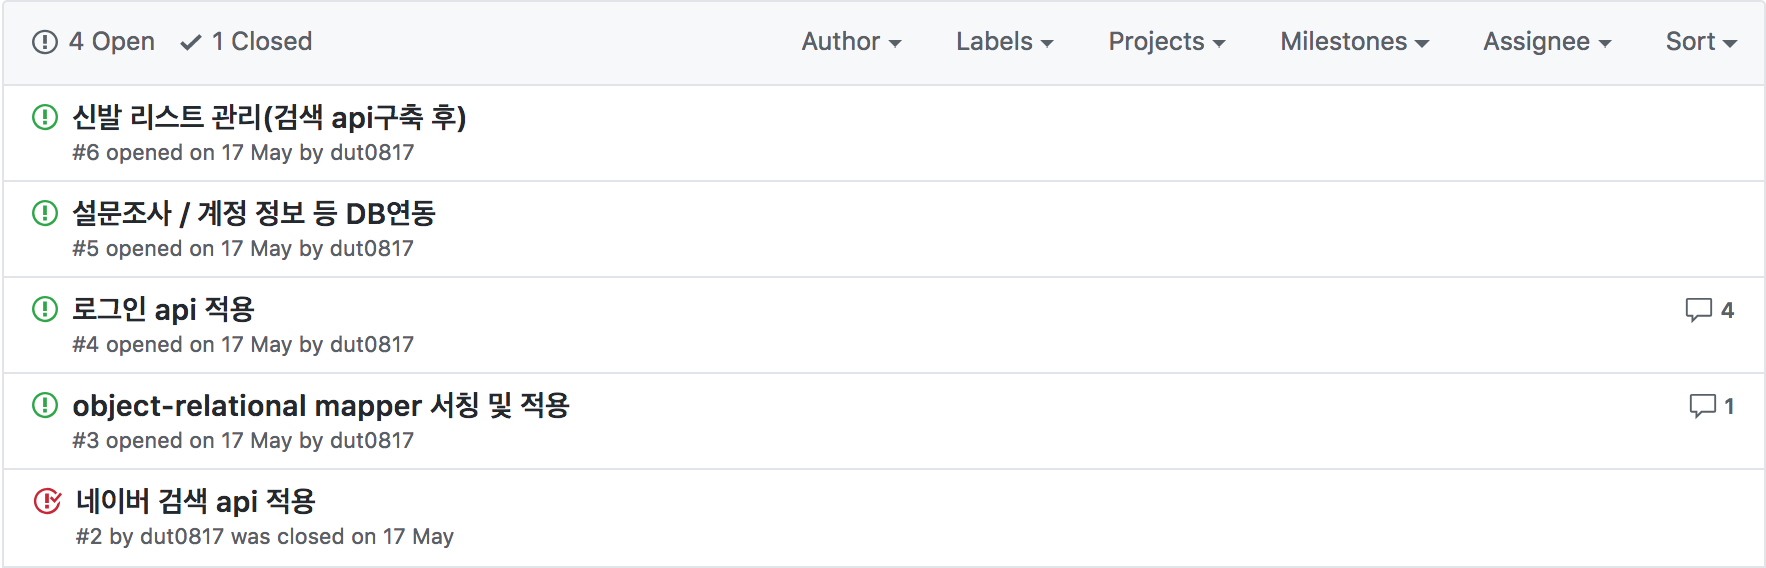 4 Open 1 Closed Author Labels Projects Milestones Assignee Sort
신발 리스트 관리(검색 api구축 후)
#6 opened on 17 May by dut0817
설문조사 / 계정 정보 등 DB연동
#5 opened on 17 May by dut0817
로그인 api 적용 4
#4 opened on 17 May by dut0817
object-relational mapper 서칭 및 적용 1
#3 opened on 17 May by dut0817
네이버 검색 api 적용
#2 by dut0817 was closed on 17 May